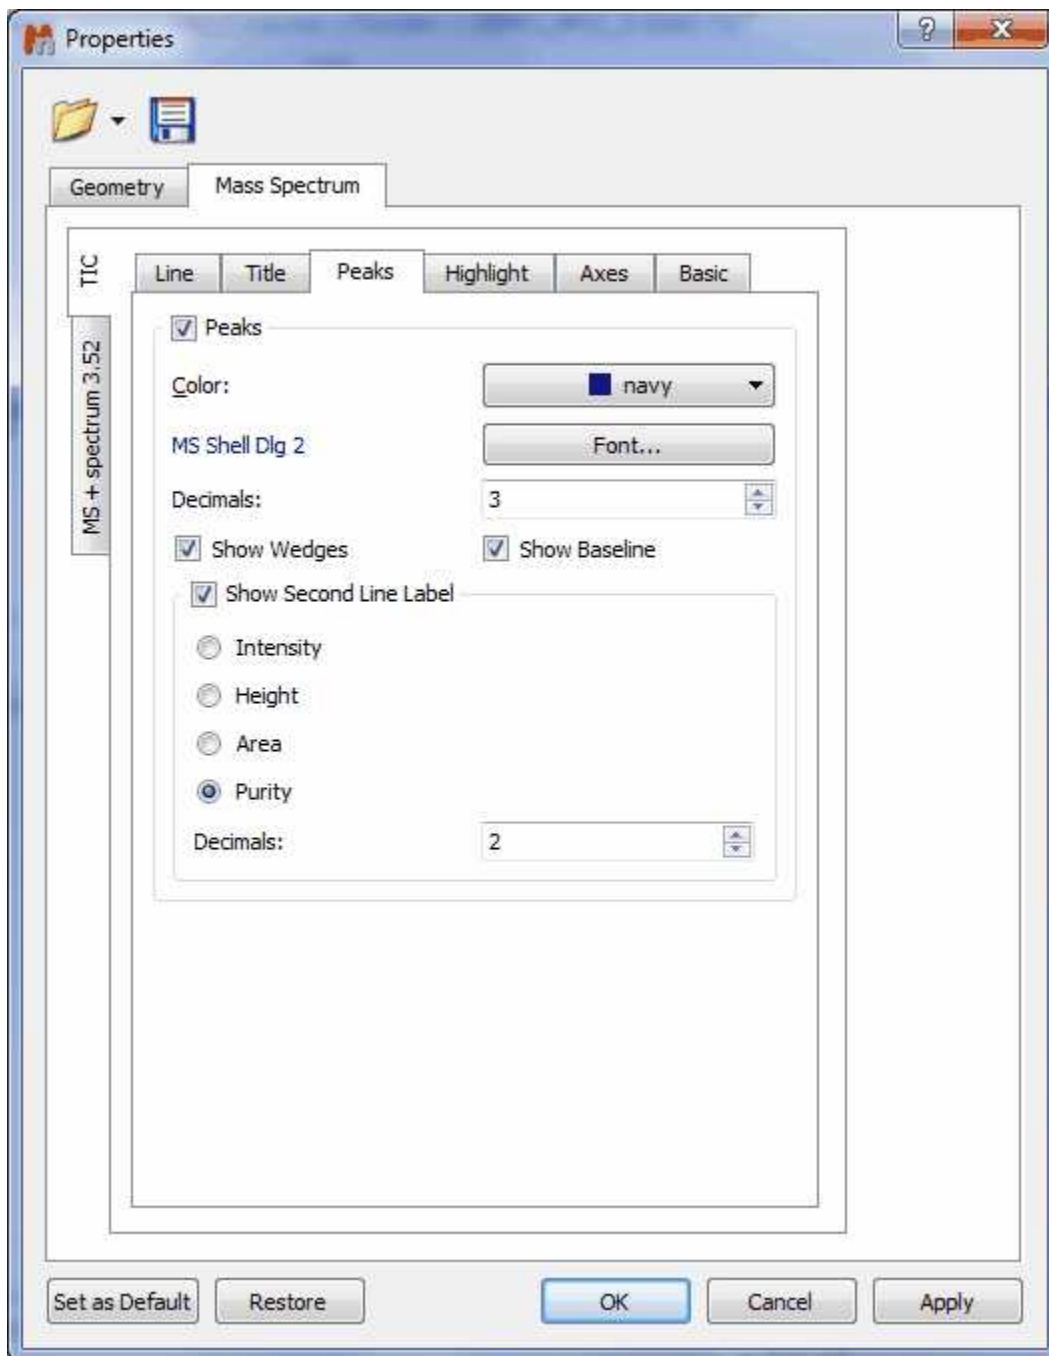 Properties
Geometry Mass Spectrum
TIC
MS + spectrum 3.52
Line Title Peaks Highlight Axes Basic
Peaks
Color: navy
MS Shell Dlg 2 Font...
Decimals: 3
Show Wedges Show Baseline
Show Second Line Label
Intensity
Height
Area
Purity
Decimals: 2
Set as Default Restore OK Cancel Apply